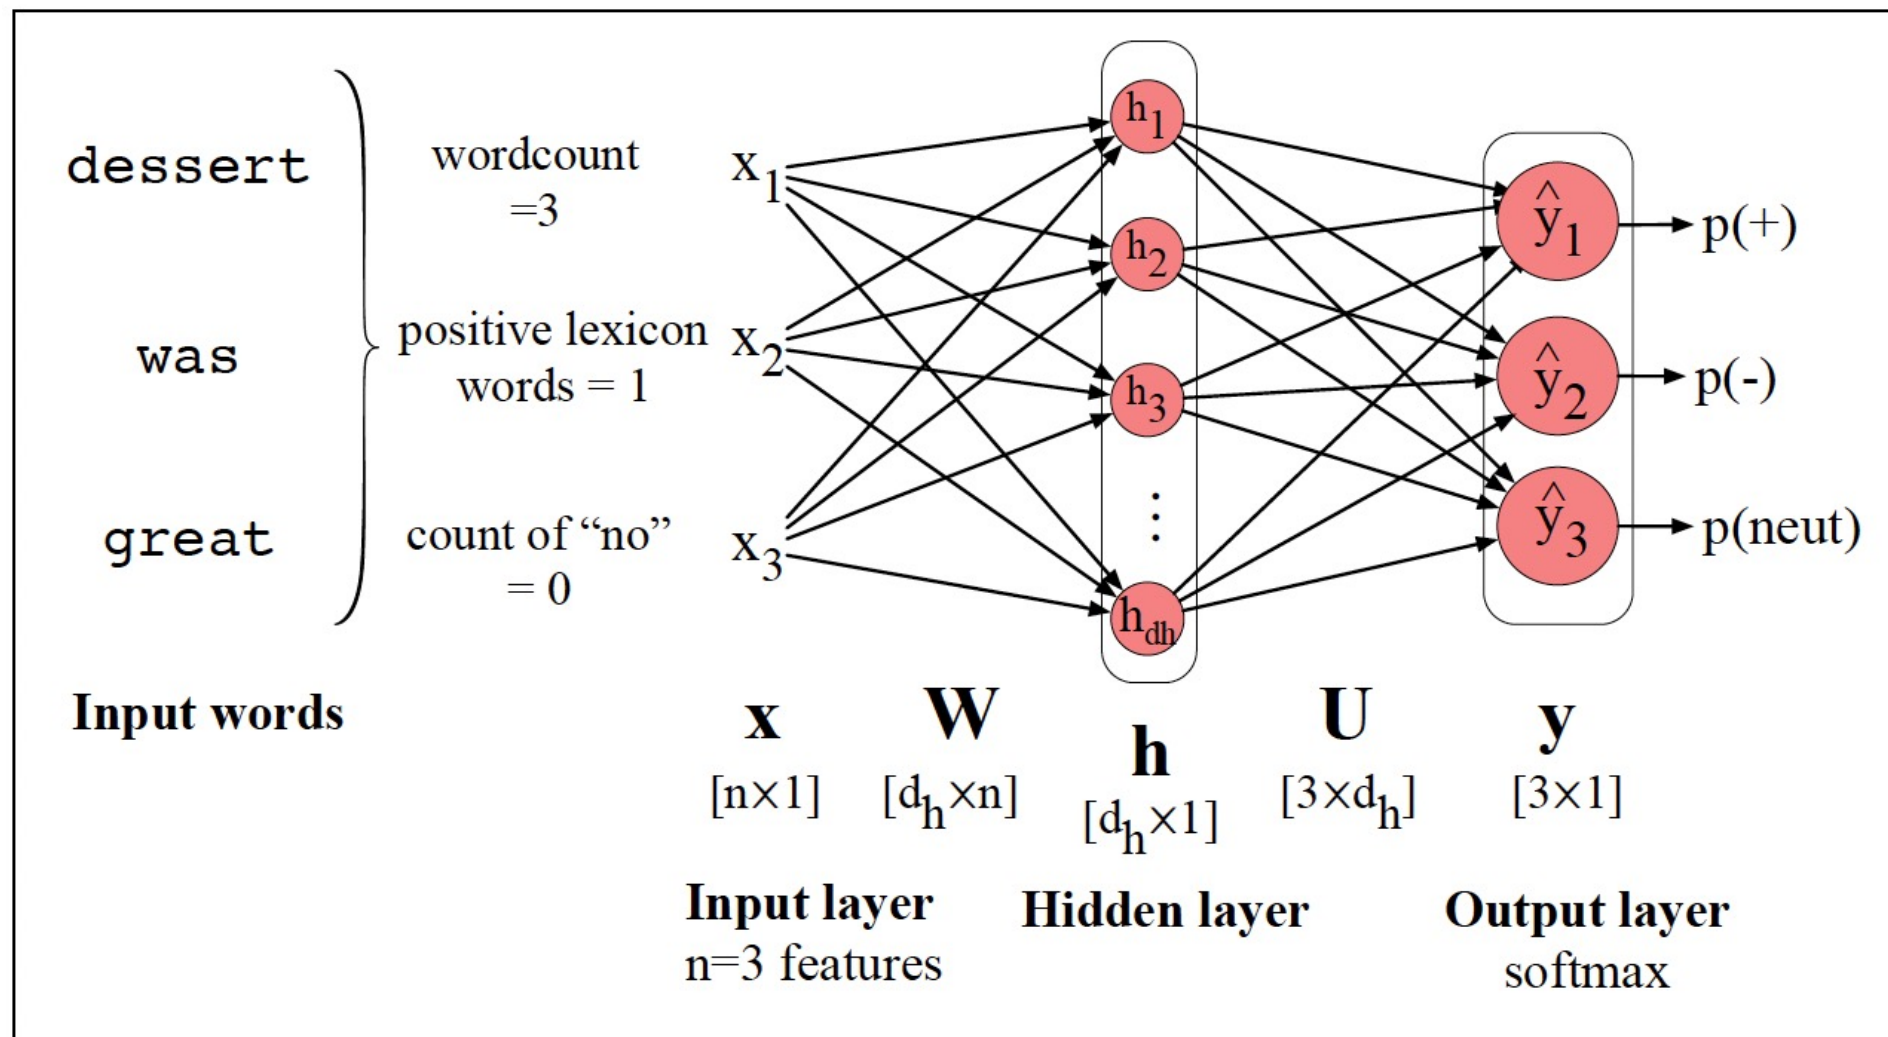 dessert
was
great
Input words
wordcount
=3
positive lexicon
words = 1
count of “no”
= 0
x1
x2
x3
h1
h2
h3
⋮
hdh
ŷ1
ŷ2
ŷ3
p(+)
p(-)
p(neut)
x
[n×1]
W
[dh×n]
h
[dh×1]
U
[3×dh]
y
[3×1]
Input layer
n=3 features
Hidden layer
Output layer
softmax